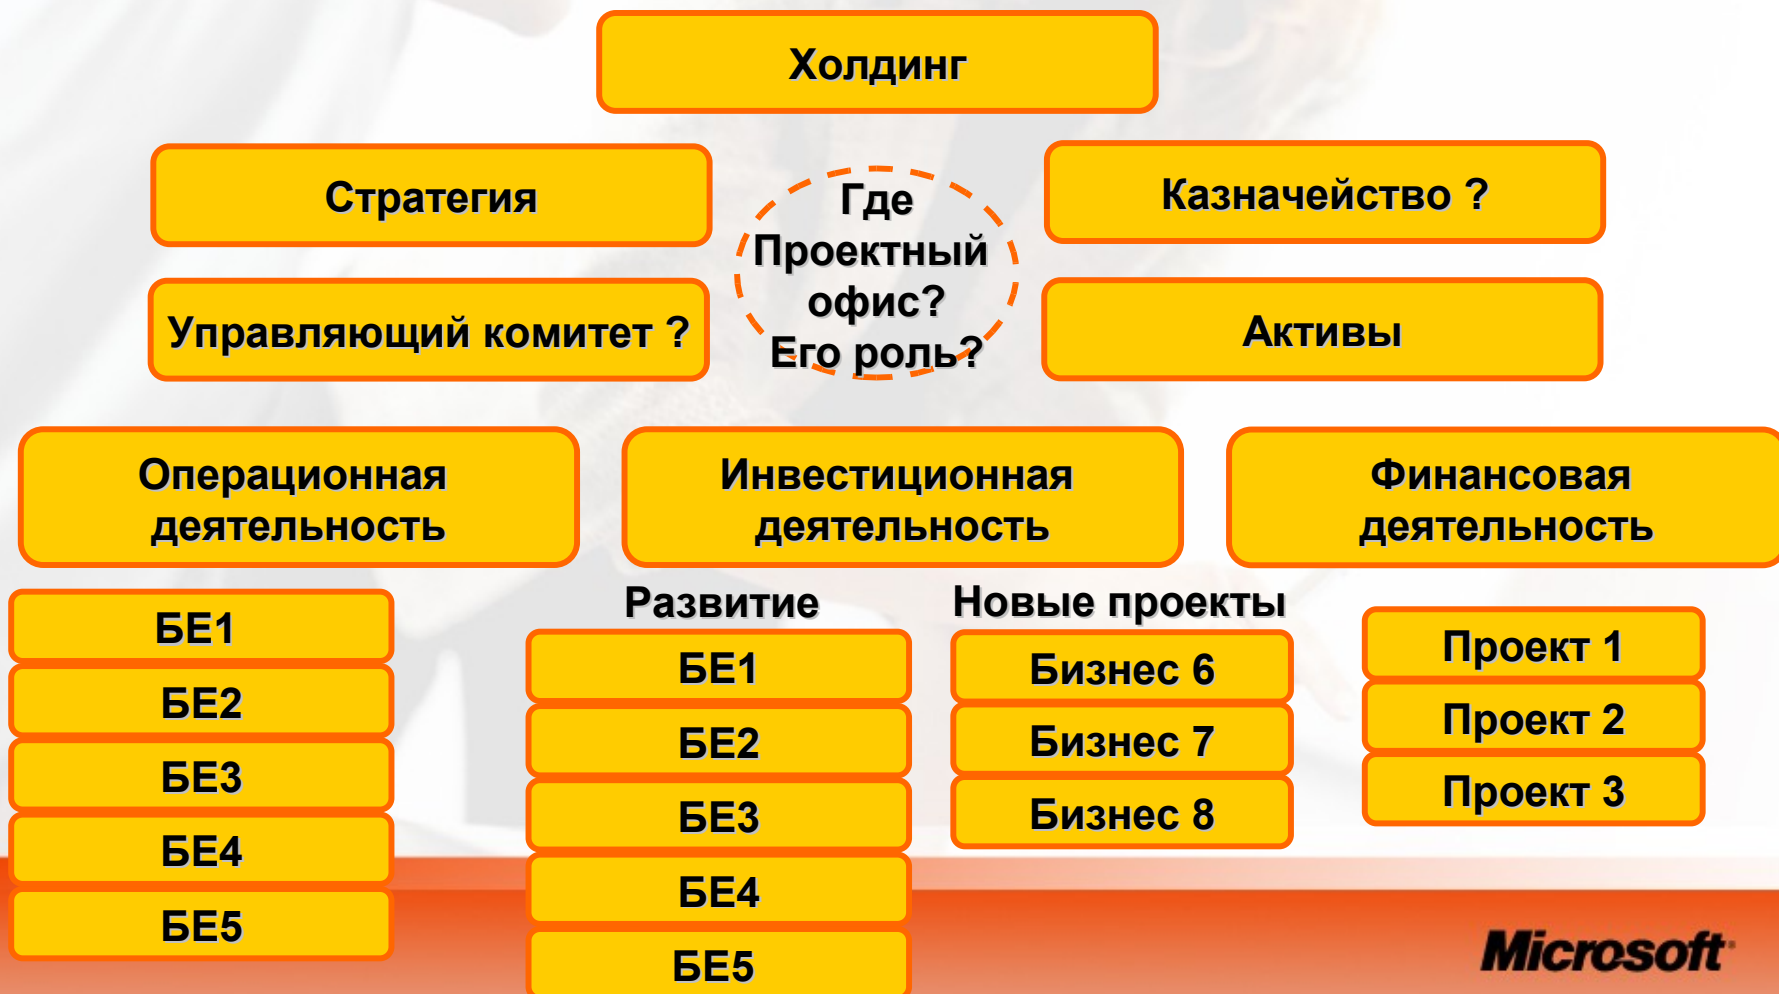 Холдинг
Стратегия
Казначейство ?
Где
Проектный
офис?
Его роль?
Управляющий комитет ?
Активы
Операционная
деятельность
Инвестиционная
деятельность
Финансовая
деятельность
БЕ1
БЕ2
БЕ3
БЕ4
БЕ5
Развитие
БЕ1
БЕ2
БЕ3
БЕ4
БЕ5
Новые проекты
Бизнес 6
Бизнес 7
Бизнес 8
Проект 1
Проект 2
Проект 3
Microsoft